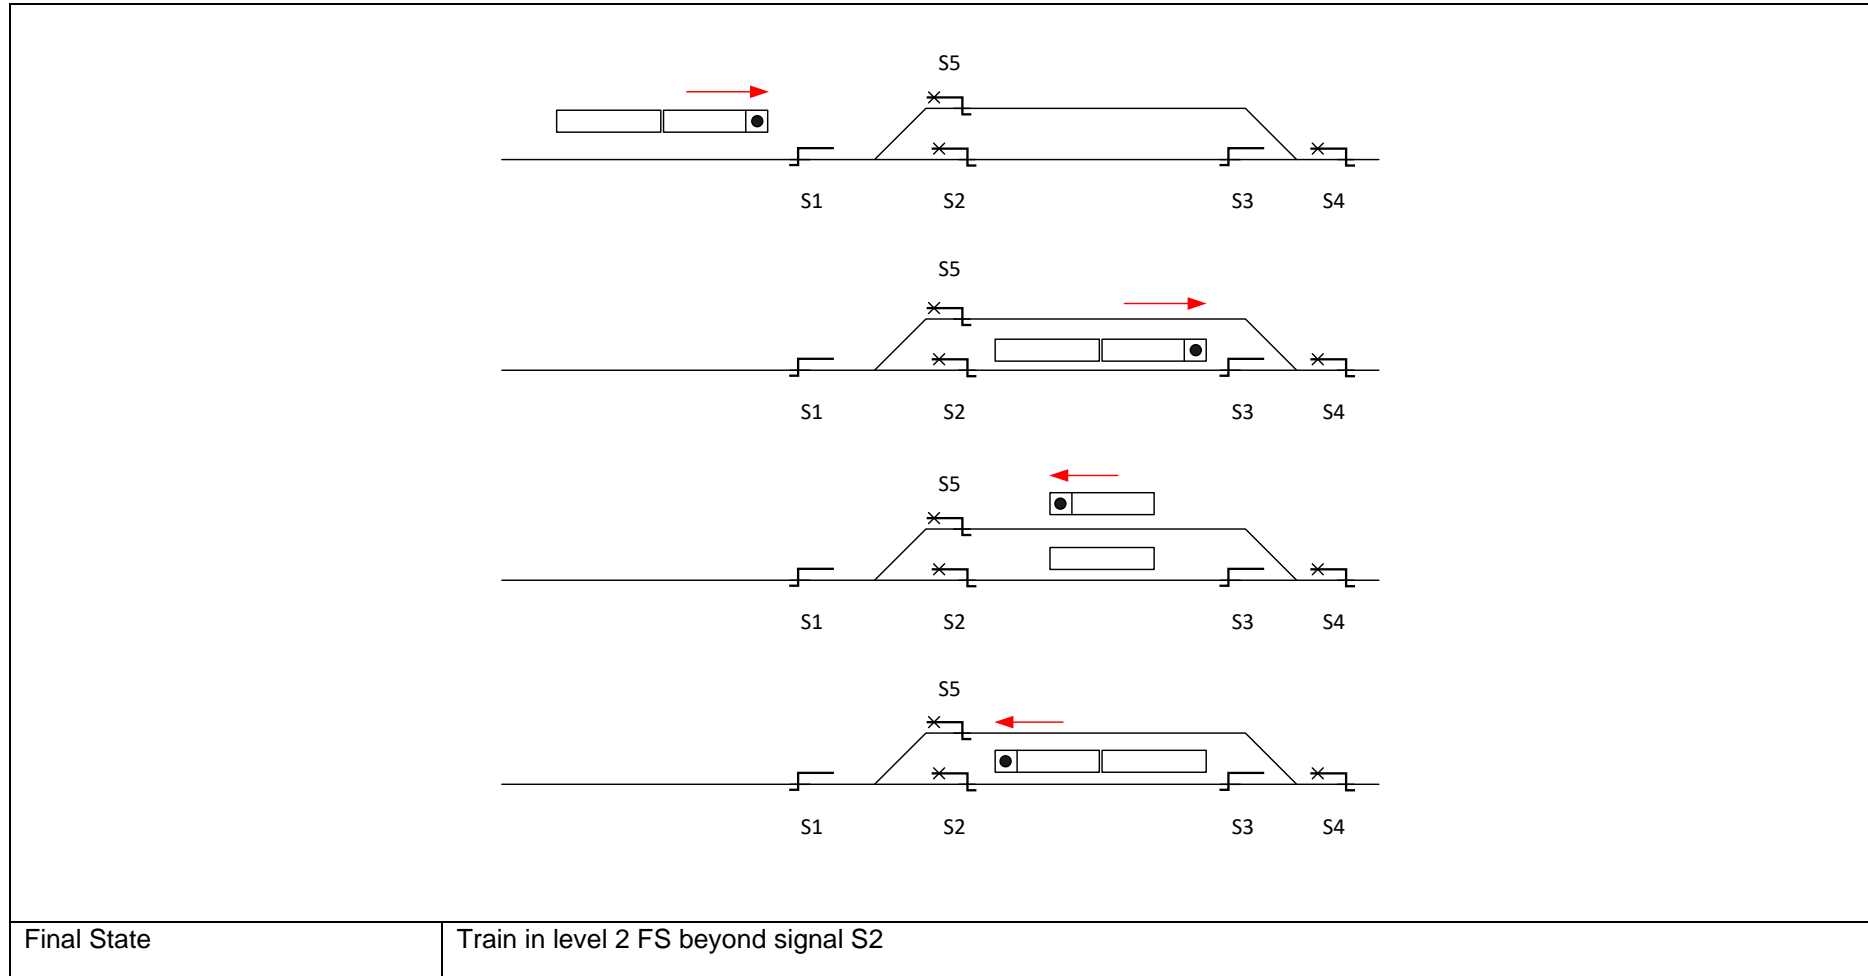 S5
S1 S2 S3 S4
S5
S1 S2 S3 S4
S5
S1 S2 S3 S4
S5
S1 S2 S3 S4
Final State Train in level 2 FS beyond signal S2